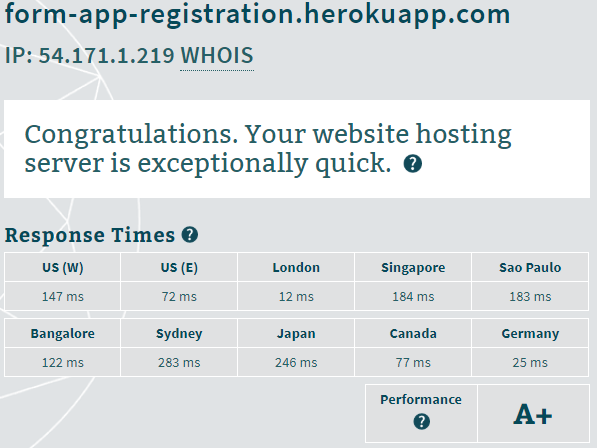 form-app-registration.herokuapp.com
IP: 54.171.1.219 WHOIS
Congratulations. Your website hosting
server is exceptionally quick. ?
Response Times ?
US (W) US (E) London Singapore Sao Paulo
147 ms 72 ms 12 ms 184 ms 183 ms
Bangalore Sydney Japan Canada Germany
122 ms 283 ms 246 ms 77 ms 25 ms
Performance
? A+